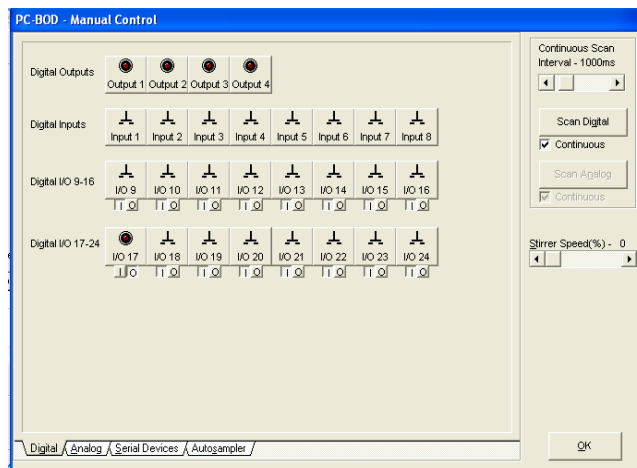 PC-BOD - Manual Control
Digital Outputs
Output 1 Output 2 Output 3 Output 4
Digital Inputs
Input 1 Input 2 Input 3 Input 4 Input 5 Input 6 Input 7 Input 8
Digital I/O 9-16
I/O 9 I/O 10 I/O 11 I/O 12 I/O 13 I/O 14 I/O 15 I/O 16
I O I O I O I O I O I O I O I O
Digital I/O 17-24
I/O 17 I/O 18 I/O 19 I/O 20 I/O 21 I/O 22 I/O 23 I/O 24
I O I O I O I O I O I O I O I O
Digital Analog Serial Devices Autosampler
Continuous Scan
Interval - 1000ms
Scan Digital
Continuous
Scan Analog
Continuous
Stirrer Speed(%) - 0
OK